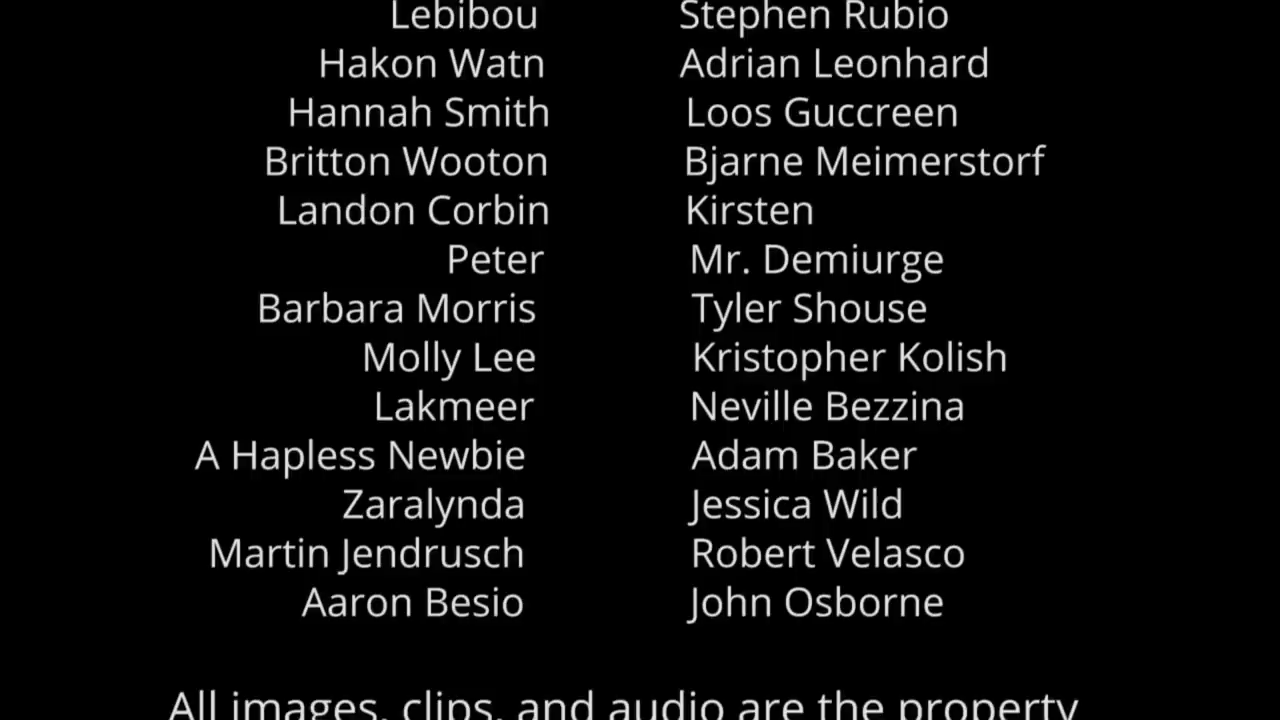 Lebibou Stephen Rubio
Hakon Watn Adrian Leonhard
Hannah Smith Loos Guccreen
Britton Wooton Bjarne Meimerstorf
Landon Corbin Kirsten
Peter Mr. Demiurge
Barbara Morris Tyler Shouse
Molly Lee Kristopher Kolish
Lakmeer Neville Bezzina
A Hapless Newbie Adam Baker
Zaralynda Jessica Wild
Martin Jendrusch Robert Velasco
Aaron Besio John Osborne
All images, clips, and audio are the property